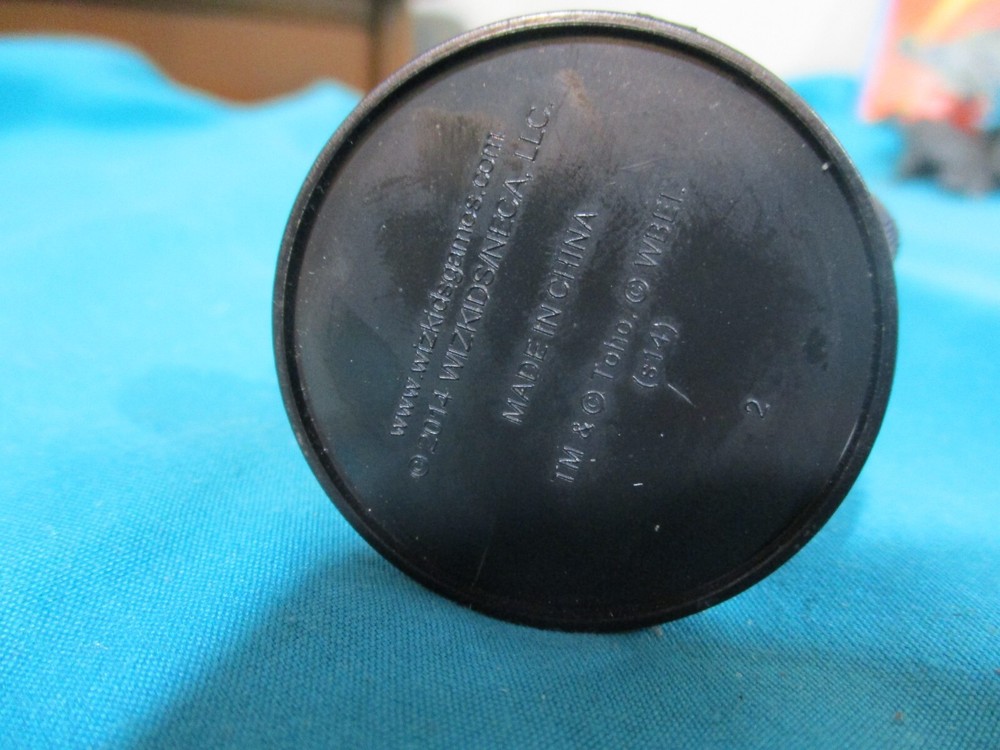 www.wizkidsgames.com
© 2014 WIZKIDS/NECA, LLC.
MADE IN CHINA
TM & © Toho, © WBEI.
(s14)
2